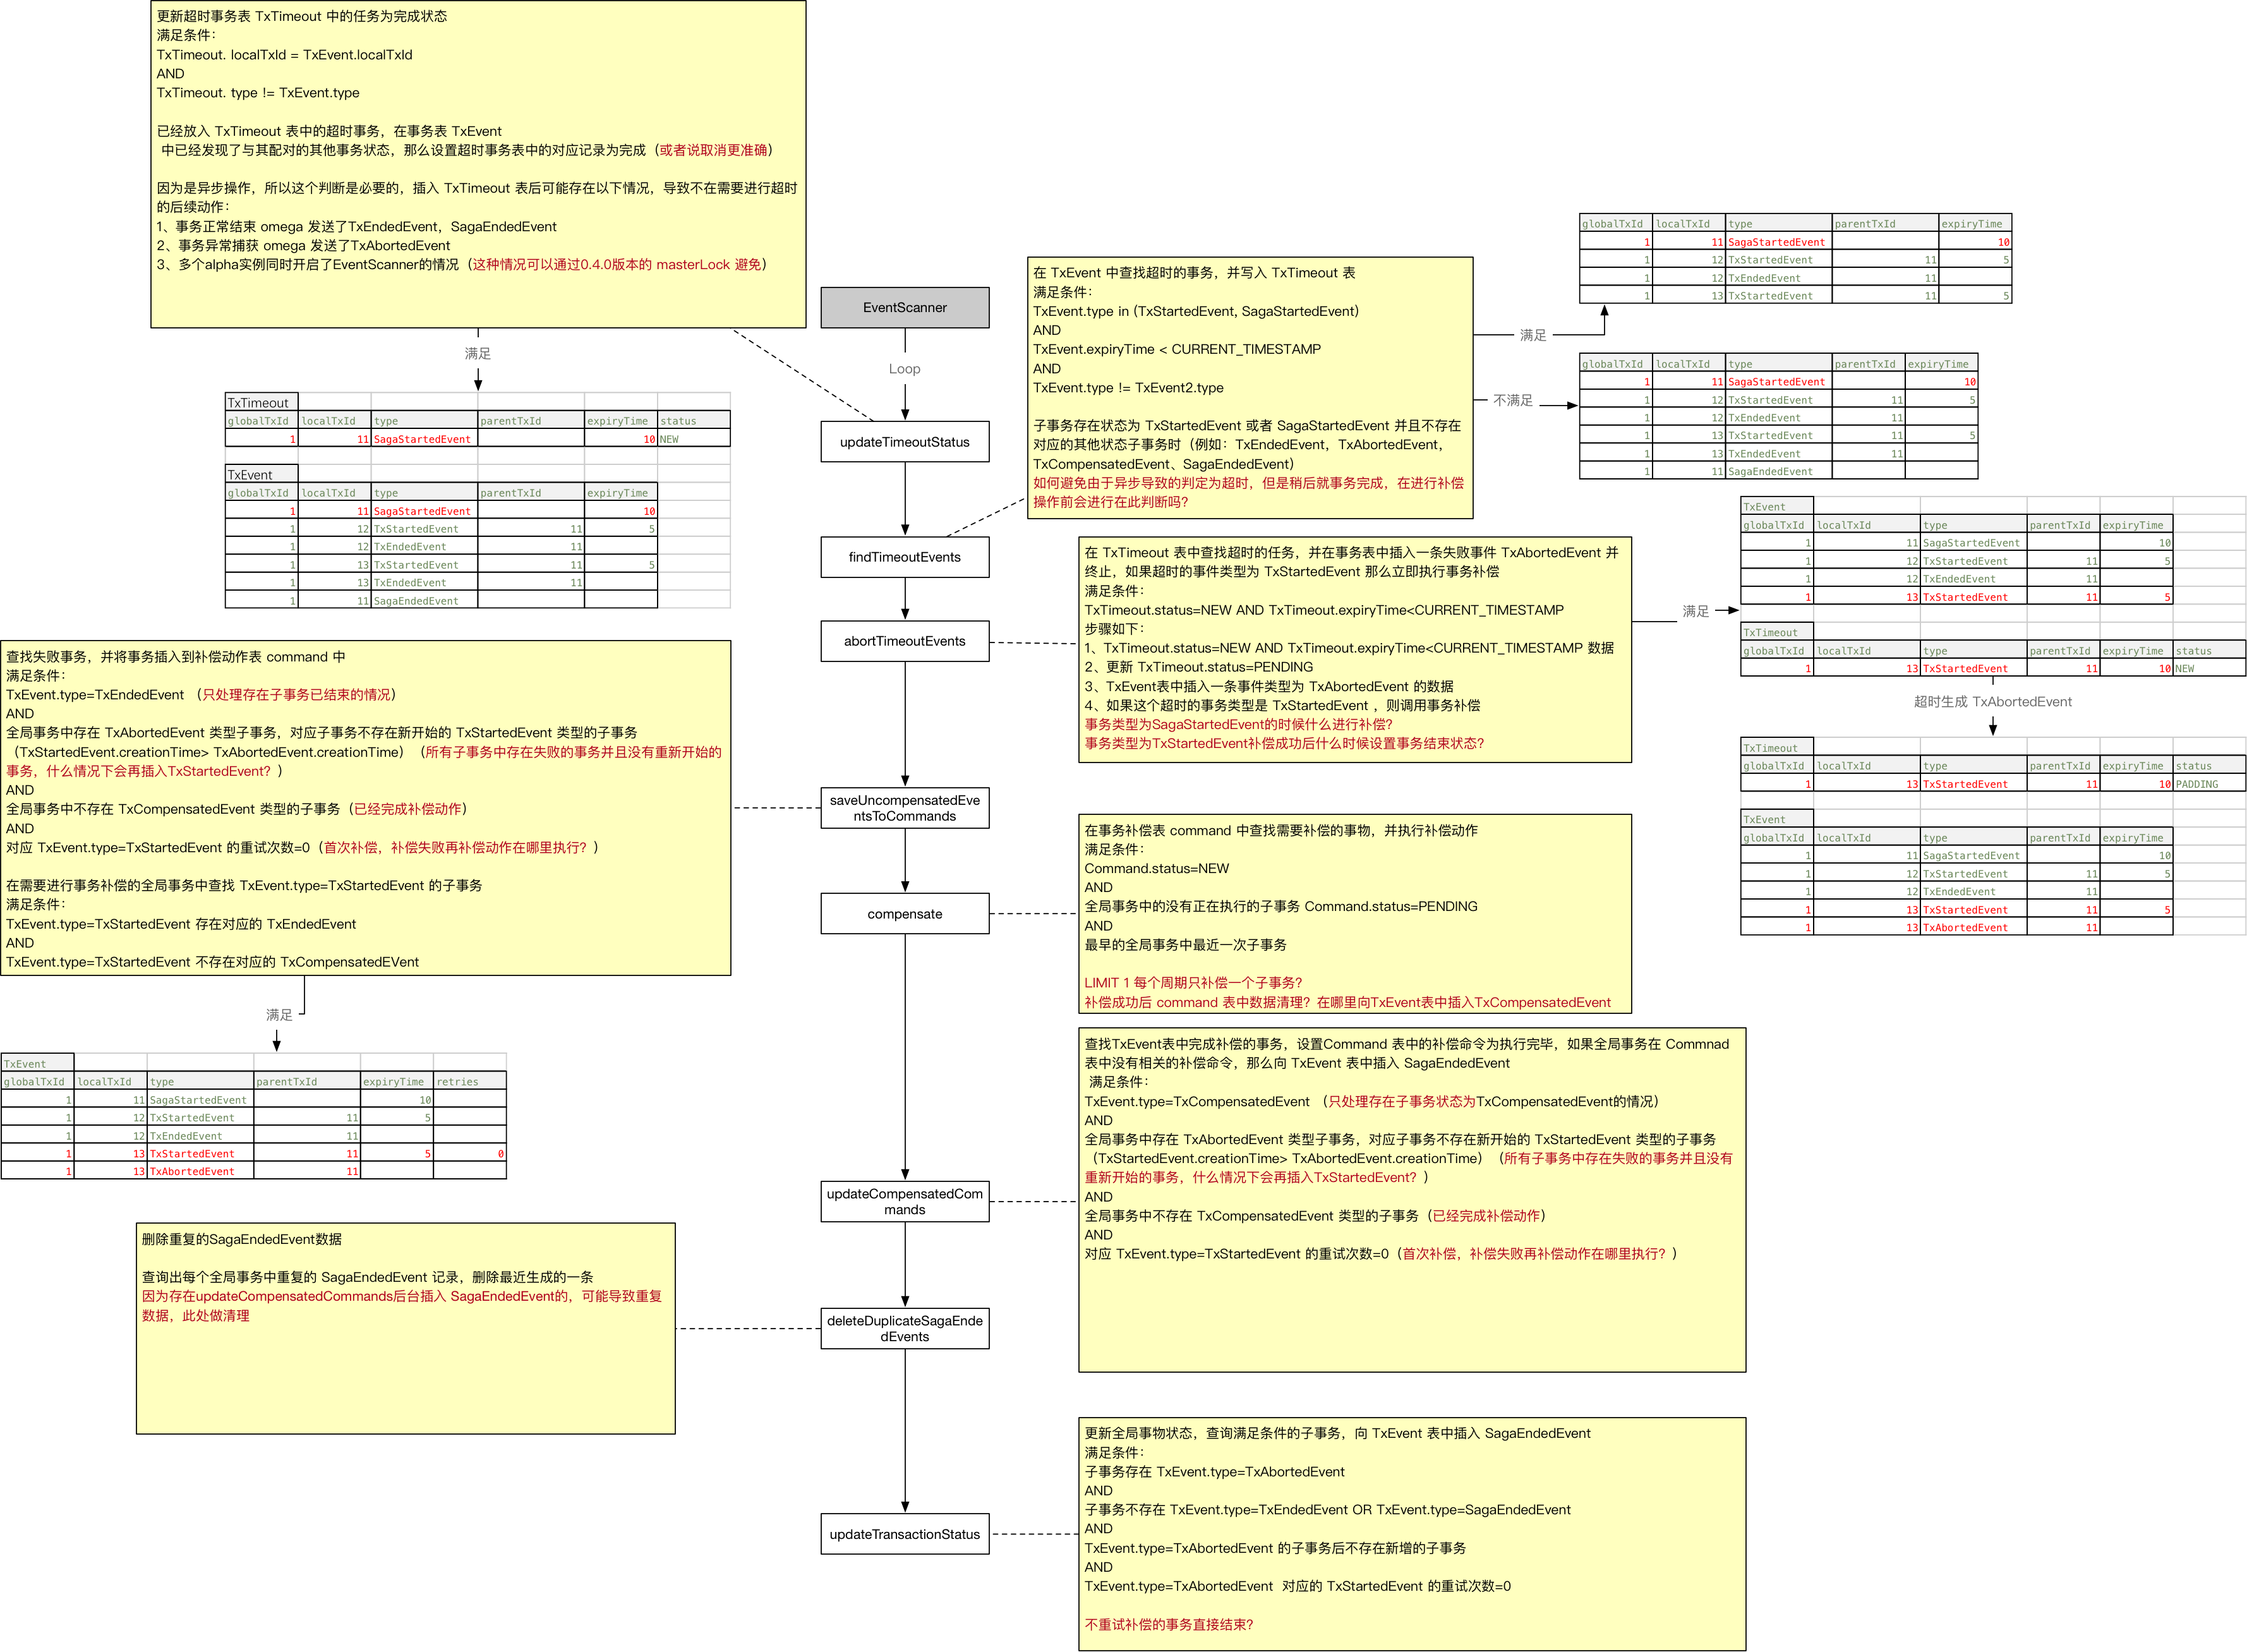 更新超时事务表 TxTimeout 中的任务为完成状态
满足条件：
TxTimeout. localTxId = TxEvent.localTxId
AND
TxTimeout. type != TxEvent.type
已经放入 TxTimeout 表中的超时事务，在事务表 TxEvent
中已经发现了与其配对的其他事务状态，那么设置超时事务表中的对应记录为完成（或者说取消更准确）
因为是异步操作，所以这个判断是必要的，插入 TxTimeout 表后可能存在以下情况，导致不在需要进行超时
的后续动作：
1、事务正常结束 omega 发送了TxEndedEvent，SagaEndedEvent
2、事务异常捕获 omega 发送了TxAbortedEvent
3、多个alpha实例同时开启了EventScanner的情况（这种情况可以通过0.4.0版本的 masterLock 避免）
满足
TxTimeout
globalTxId localTxId type parentTxId expiryTime status
1 11 SagaStartedEvent 10 NEW
TxEvent
globalTxId localTxId type parentTxId expiryTime
1 11 SagaStartedEvent 10
1 12 TxStartedEvent 11 5
1 12 TxEndedEvent 11
1 13 TxStartedEvent 11 5
1 13 TxEndedEvent 11
1 11 SagaEndedEvent
EventScanner
Loop
updateTimeoutStatus
findTimeoutEvents
abortTimeoutEvents
saveUncompensatedEve
ntsToCommands
compensate
updateCompensatedCom
mands
deleteDuplicateSagaEnde
dEvents
updateTransactionStatus
在 TxEvent 中查找超时的事务，并写入 TxTimeout 表
满足条件：
TxEvent.type in (TxStartedEvent, SagaStartedEvent)
AND
TxEvent.expiryTime < CURRENT_TIMESTAMP
AND
TxEvent.type != TxEvent2.type
子事务存在状态为 TxStartedEvent 或者 SagaStartedEvent 并且不存在
对应的其他状态子事务时（例如：TxEndedEvent，TxAbortedEvent，
TxCompensatedEvent、SagaEndedEvent）
如何避免由于异步导致的判定为超时，但是稍后就事务完成，在进行补偿
操作前会进行在此判断吗？
满足
globalTxId localTxId type parentTxId expiryTime
1 11 SagaStartedEvent 10
1 12 TxStartedEvent 11 5
1 12 TxEndedEvent 11
1 13 TxStartedEvent 11 5
不满足
globalTxId localTxId type parentTxId expiryTime
1 11 SagaStartedEvent 10
1 12 TxStartedEvent 11 5
1 12 TxEndedEvent 11
1 13 TxStartedEvent 11 5
1 13 TxEndedEvent 11
1 11 SagaEndedEvent
在 TxTimeout 表中查找超时的任务，并在事务表中插入一条失败事件 TxAbortedEvent 并
终止，如果超时的事件类型为 TxStartedEvent 那么立即执行事务补偿
满足条件：
TxTimeout.status=NEW AND TxTimeout.expiryTime<CURRENT_TIMESTAMP
步骤如下：
1、TxTimeout.status=NEW AND TxTimeout.expiryTime<CURRENT_TIMESTAMP 数据
2、更新 TxTimeout.status=PENDING
3、TxEvent表中插入一条事件类型为 TxAbortedEvent 的数据
4、如果这个超时的事务类型是 TxStartedEvent ，则调用事务补偿
事务类型为SagaStartedEvent的时候什么进行补偿？
事务类型为TxStartedEvent补偿成功后什么时候设置事务结束状态？
满足
TxEvent
globalTxId localTxId type parentTxId expiryTime
1 11 SagaStartedEvent 10
1 12 TxStartedEvent 11 5
1 12 TxEndedEvent 11
1 13 TxStartedEvent 11 5
TxTimeout
globalTxId localTxId type parentTxId expiryTime status
1 13 TxStartedEvent 11 10 NEW
超时生成 TxAbortedEvent
TxTimeout
globalTxId localTxId type parentTxId expiryTime status
1 13 TxStartedEvent 11 10 PADDING
TxEvent
globalTxId localTxId type parentTxId expiryTime
1 11 SagaStartedEvent 10
1 12 TxStartedEvent 11 5
1 12 TxEndedEvent 11
1 13 TxStartedEvent 11 5
1 13 TxAbortedEvent 11
查找失败事务，并将事务插入到补偿动作表 command 中
满足条件：
TxEvent.type=TxEndedEvent （只处理存在子事务已结束的情况）
AND
全局事务中存在 TxAbortedEvent 类型子事务，对应子事务不存在新开始的 TxStartedEvent 类型的子事务
（TxStartedEvent.creationTime> TxAbortedEvent.creationTime）（所有子事务中存在失败的事务并且没有重新开始的
事务，什么情况下会再插入TxStartedEvent？）
AND
全局事务中不存在 TxCompensatedEvent 类型的子事务（已经完成补偿动作）
AND
对应 TxEvent.type=TxStartedEvent 的重试次数=0（首次补偿，补偿失败再补偿动作在哪里执行？）
在需要进行事务补偿的全局事务中查找 TxEvent.type=TxStartedEvent 的子事务
满足条件：
TxEvent.type=TxStartedEvent 存在对应的 TxEndedEvent
AND
TxEvent.type=TxStartedEvent 不存在对应的 TxCompensatedEVent
满足
TxEvent
globalTxId localTxId type parentTxId expiryTime retries
1 11 SagaStartedEvent 10
1 12 TxStartedEvent 11 5
1 12 TxEndedEvent 11
1 13 TxStartedEvent 11 5 0
1 13 TxAbortedEvent 11
在事务补偿表 command 中查找需要补偿的事物，并执行补偿动作
满足条件：
Command.status=NEW
AND
全局事务中的没有正在执行的子事务 Command.status=PENDING
AND
最早的全局事务中最近一次子事务
LIMIT 1 每个周期只补偿一个子事务？
补偿成功后 command 表中数据清理？在哪里向TxEvent表中插入TxCompensatedEvent
查找TxEvent表中完成补偿的事务，设置Command 表中的补偿命令为执行完毕，如果全局事务在 Commnad
表中没有相关的补偿命令，那么向 TxEvent 表中插入 SagaEndedEvent
满足条件：
TxEvent.type=TxCompensatedEvent （只处理存在子事务状态为TxCompensatedEvent的情况）
AND
全局事务中存在 TxAbortedEvent 类型子事务，对应子事务不存在新开始的 TxStartedEvent 类型的子事务
（TxStartedEvent.creationTime> TxAbortedEvent.creationTime）（所有子事务中存在失败的事务并且没有
重新开始的事务，什么情况下会再插入TxStartedEvent？）
AND
全局事务中不存在 TxCompensatedEvent 类型的子事务（已经完成补偿动作）
AND
对应 TxEvent.type=TxStartedEvent 的重试次数=0（首次补偿，补偿失败再补偿动作在哪里执行？）
删除重复的SagaEndedEvent数据
查询出每个全局事务中重复的 SagaEndedEvent 记录，删除最近生成的一条
因为存在updateCompensatedCommands后台插入 SagaEndedEvent的，可能导致重复
数据，此处做清理
更新全局事物状态，查询满足条件的子事务，向 TxEvent 表中插入 SagaEndedEvent
满足条件：
子事务存在 TxEvent.type=TxAbortedEvent
AND
子事务不存在 TxEvent.type=TxEndedEvent OR TxEvent.type=SagaEndedEvent
AND
TxEvent.type=TxAbortedEvent 的子事务后不存在新增的子事务
AND
TxEvent.type=TxAbortedEvent 对应的 TxStartedEvent 的重试次数=0
不重试补偿的事务直接结束？